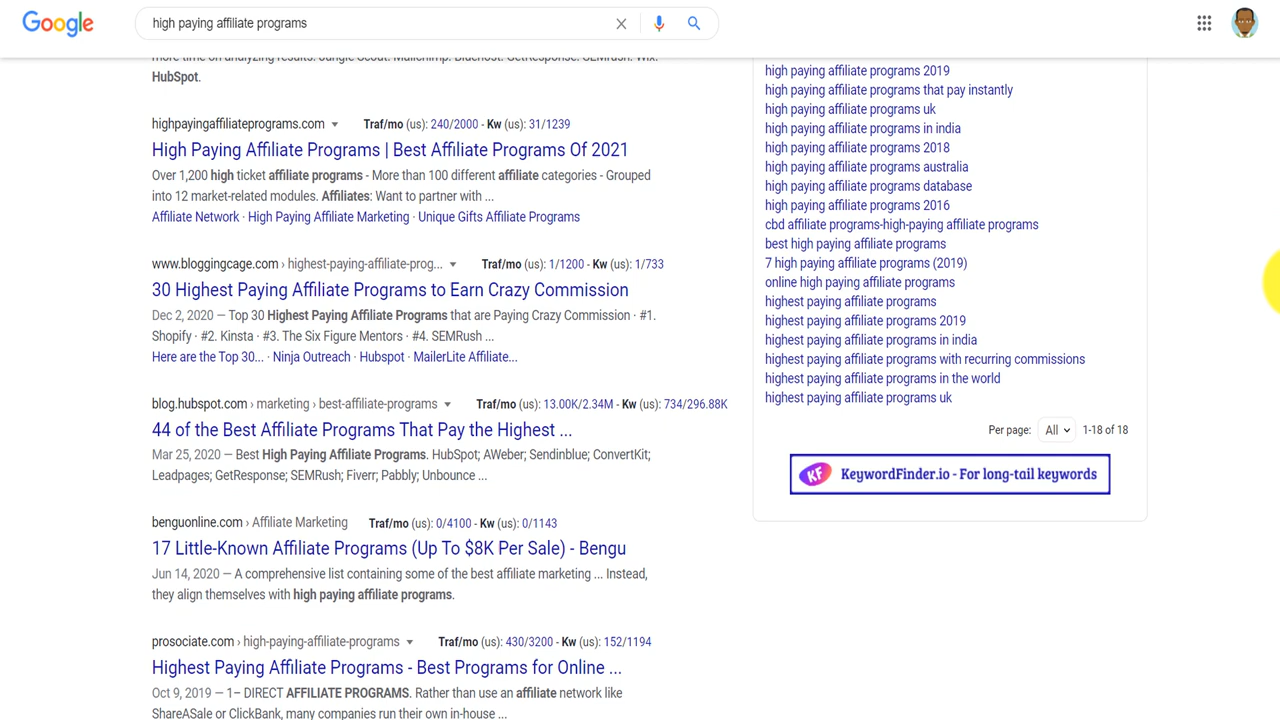 Google
high paying affiliate programs
more time on analyzing results. Jungle Scout. Mailchimp. Bluehost. GetResponse. SEMrush. Wix.
HubSpot.
highpayingaffiliateprograms.com Traf/mo (us): 240/2000 - Kw (us): 31/1239
High Paying Affiliate Programs | Best Affiliate Programs Of 2021
Over 1,200 high ticket affiliate programs - More than 100 different affiliate categories - Grouped
into 12 market-related modules. Affiliates: Want to partner with ...
Affiliate Network · High Paying Affiliate Marketing · Unique Gifts Affiliate Programs
www.bloggingcage.com › highest-paying-affiliate-prog... Traf/mo (us): 1/1200 - Kw (us): 1/733
30 Highest Paying Affiliate Programs to Earn Crazy Commission
Dec 2, 2020 — Top 30 Highest Paying Affiliate Programs that are Paying Crazy Commission · #1.
Shopify · #2. Kinsta · #3. The Six Figure Mentors · #4. SEMRush ...
Here are the Top 30... · Ninja Outreach · Hubspot · MailerLite Affiliate...
blog.hubspot.com › marketing › best-affiliate-programs Traf/mo (us): 13.00K/2.34M - Kw (us): 734/296.88K
44 of the Best Affiliate Programs That Pay the Highest ...
Mar 25, 2020 — Best High Paying Affiliate Programs. HubSpot; AWeber; Sendinblue; ConvertKit;
Leadpages; GetResponse; SEMRush; Fiverr; Pabbly; Unbounce ...
benguonline.com › Affiliate Marketing Traf/mo (us): 0/4100 - Kw (us): 0/1143
17 Little-Known Affiliate Programs (Up To $8K Per Sale) - Bengu
Jun 14, 2020 — A comprehensive list containing some of the best affiliate marketing ... Instead,
they align themselves with high paying affiliate programs.
prosociate.com › high-paying-affiliate-programs Traf/mo (us): 430/3200 - Kw (us): 152/1194
Highest Paying Affiliate Programs - Best Programs for Online ...
Oct 9, 2019 — 1– DIRECT AFFILIATE PROGRAMS. Rather than use an affiliate network like
ShareASale or ClickBank, many companies run their own in-house ...
high paying affiliate programs 2019
high paying affiliate programs that pay instantly
high paying affiliate programs uk
high paying affiliate programs in india
high paying affiliate programs 2018
high paying affiliate programs australia
high paying affiliate programs database
high paying affiliate programs 2016
cbd affiliate programs-high-paying affiliate programs
best high paying affiliate programs
7 high paying affiliate programs (2019)
online high paying affiliate programs
highest paying affiliate programs
highest paying affiliate programs 2019
highest paying affiliate programs in india
highest paying affiliate programs with recurring commissions
highest paying affiliate programs in the world
highest paying affiliate programs uk
Per page: All 1-18 of 18
KF KeywordFinder.io - For long-tail keywords